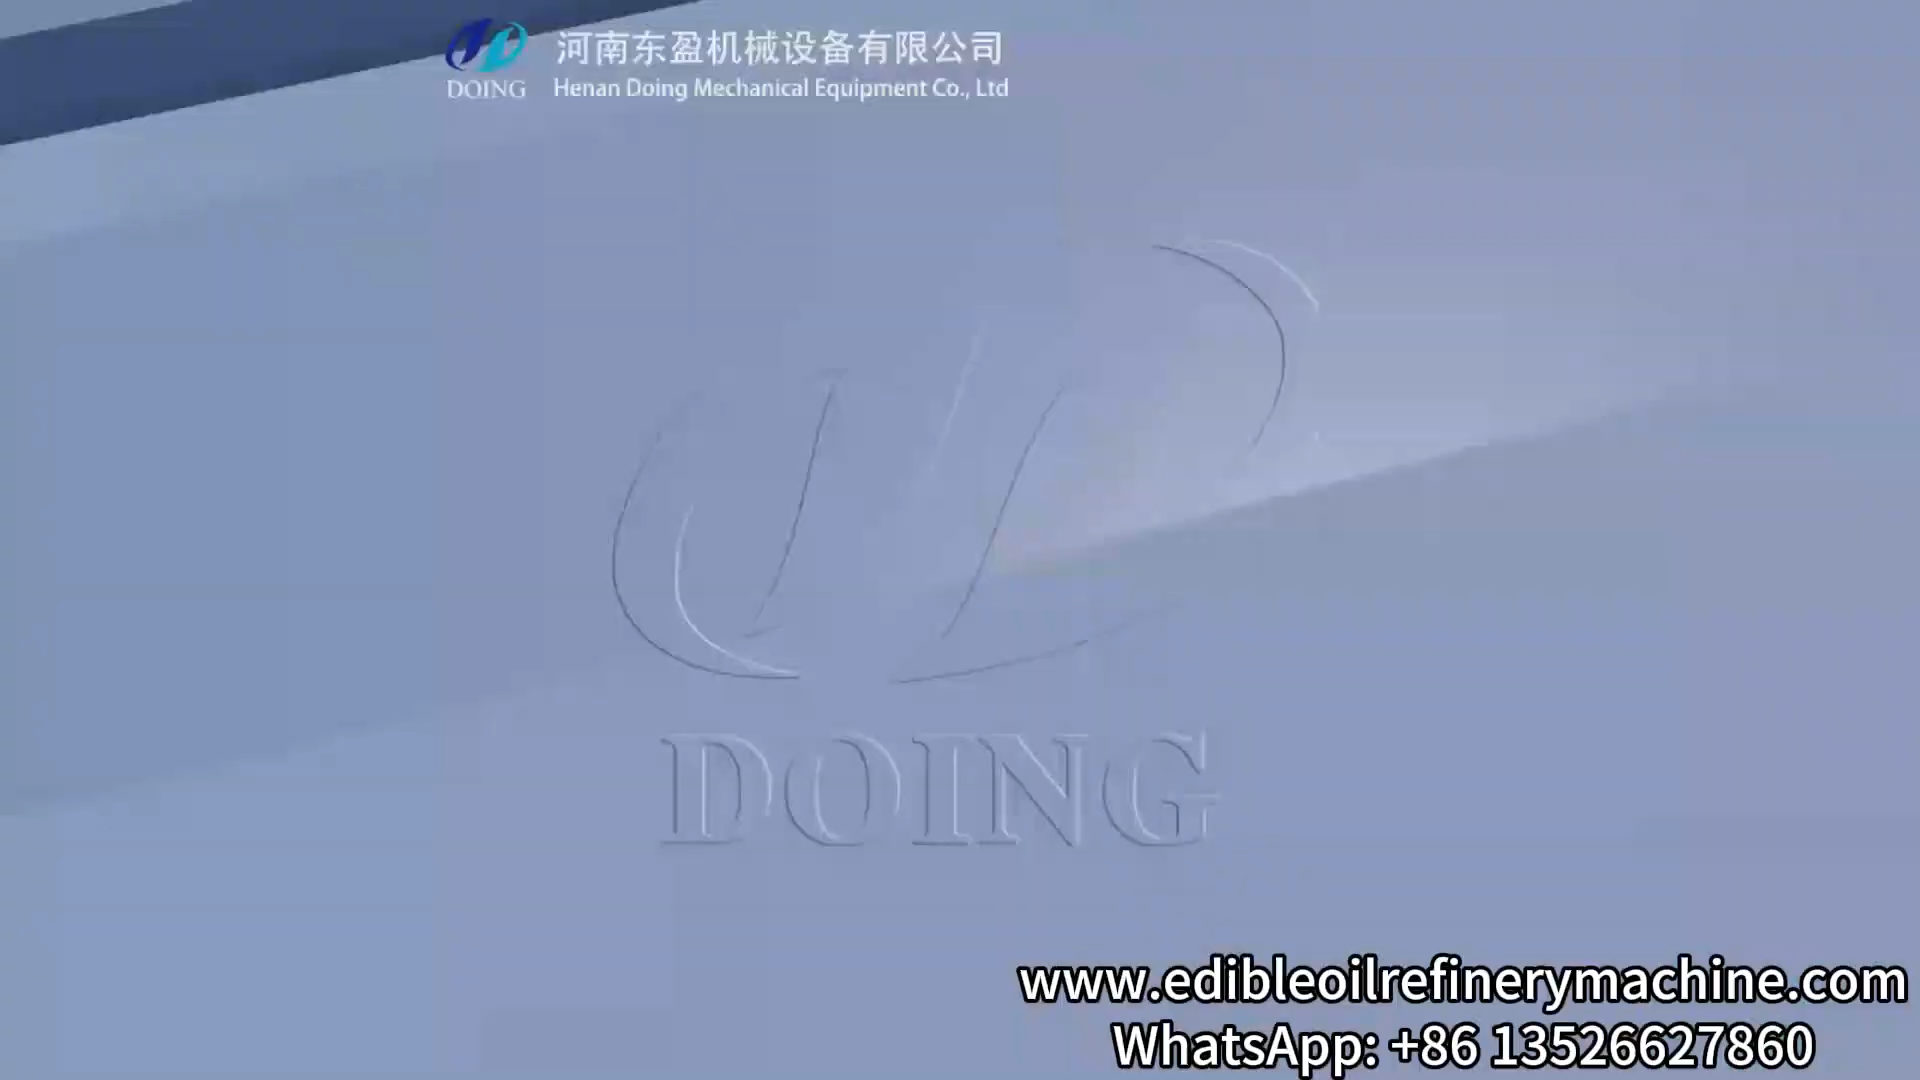 河南东盈机械设备有限公司
DOING
Henan Doing Mechanical Equipment Co., Ltd
DOING
www.edibleoilrefinerymachine.com
WhatsApp: +86 13526627860